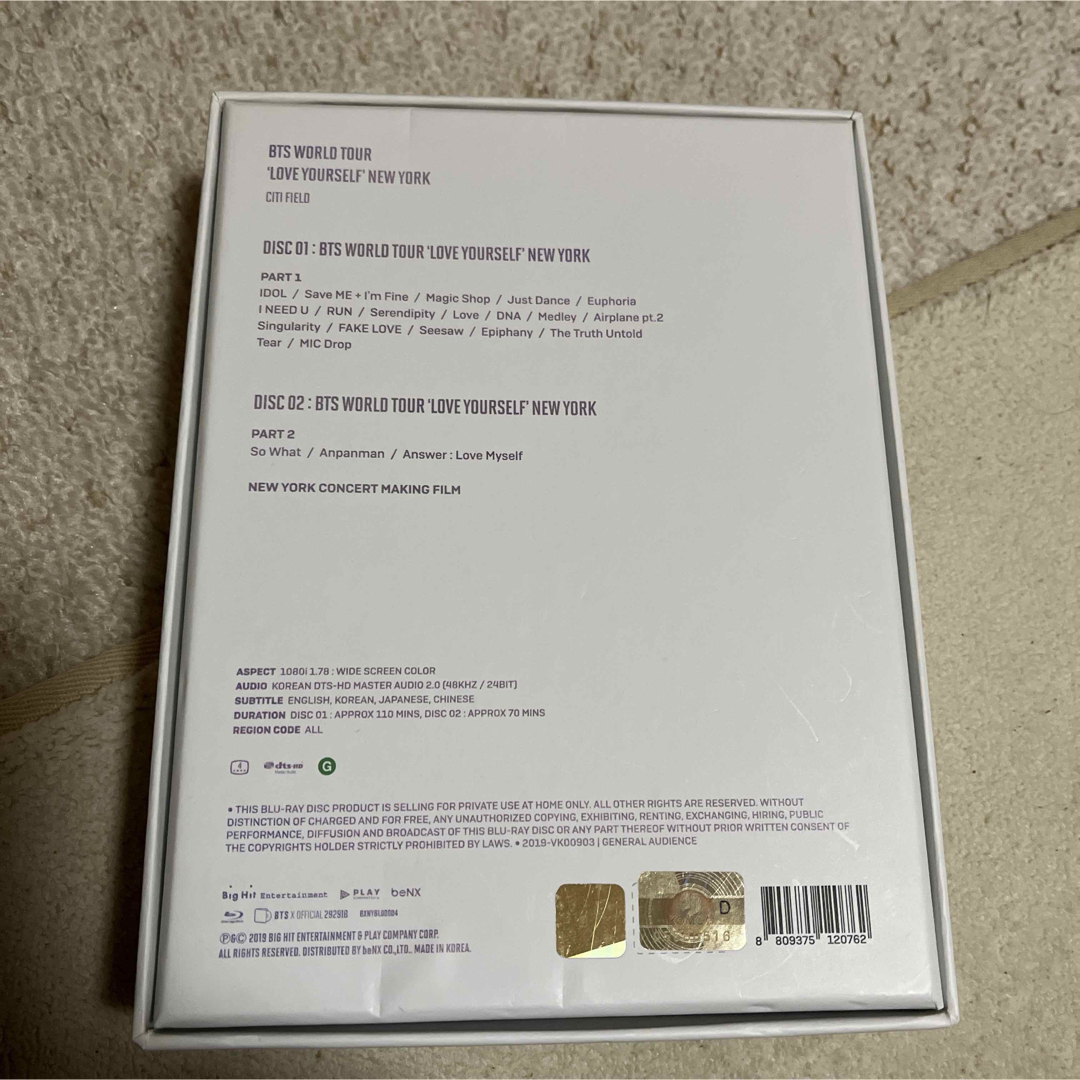 BTS WORLD TOUR
‘LOVE YOURSELF’ NEW YORK
CITI FIELD
DISC 01 : BTS WORLD TOUR ‘LOVE YOURSELF’ NEW YORK
PART 1
IDOL / Save ME + I’m Fine / Magic Shop / Just Dance / Euphoria
I NEED U / RUN / Serendipity / Love / DNA / Medley / Airplane pt.2
Singularity / FAKE LOVE / Seesaw / Epiphany / The Truth Untold
Tear / MIC Drop
DISC 02 : BTS WORLD TOUR ‘LOVE YOURSELF’ NEW YORK
PART 2
So What / Anpanman / Answer : Love Myself
NEW YORK CONCERT MAKING FILM
ASPECT 1080i 1.78 : WIDE SCREEN COLOR
AUDIO KOREAN DTS-HD MASTER AUDIO 2.0 (48KHZ / 24BIT)
SUBTITLE ENGLISH, KOREAN, JAPANESE, CHINESE
DURATION DISC 01 : APPROX 110 MINS, DISC 02 : APPROX 70 MINS
REGION CODE ALL
4 dts-HD G
• THIS BLU-RAY DISC PRODUCT IS SELLING FOR PRIVATE USE AT HOME ONLY. ALL OTHER RIGHTS ARE RESERVED. WITHOUT
DISTINCTION OF CHARGED AND FOR FREE, ANY UNAUTHORIZED COPYING, EXHIBITING, RENTING, EXCHANGING, HIRING, PUBLIC
PERFORMANCE, DIFFUSION AND BROADCAST OF THIS BLU-RAY DISC OR ANY PART THEREOF WITHOUT PRIOR WRITTEN CONSENT OF
THE COPYRIGHTS HOLDER STRICTLY PROHIBITED BY LAWS. • 2019-VK00903 | GENERAL AUDIENCE
Big Hit Entertainment PLAY beNX
BTS X OFFICIAL 292918
℗&© 2019 BIG HIT ENTERTAINMENT & PLAY COMPANY CORP.
ALL RIGHTS RESERVED. DISTRIBUTED BY beNX CO.,LTD.. MADE IN KOREA.
D
516
8 809375 120762